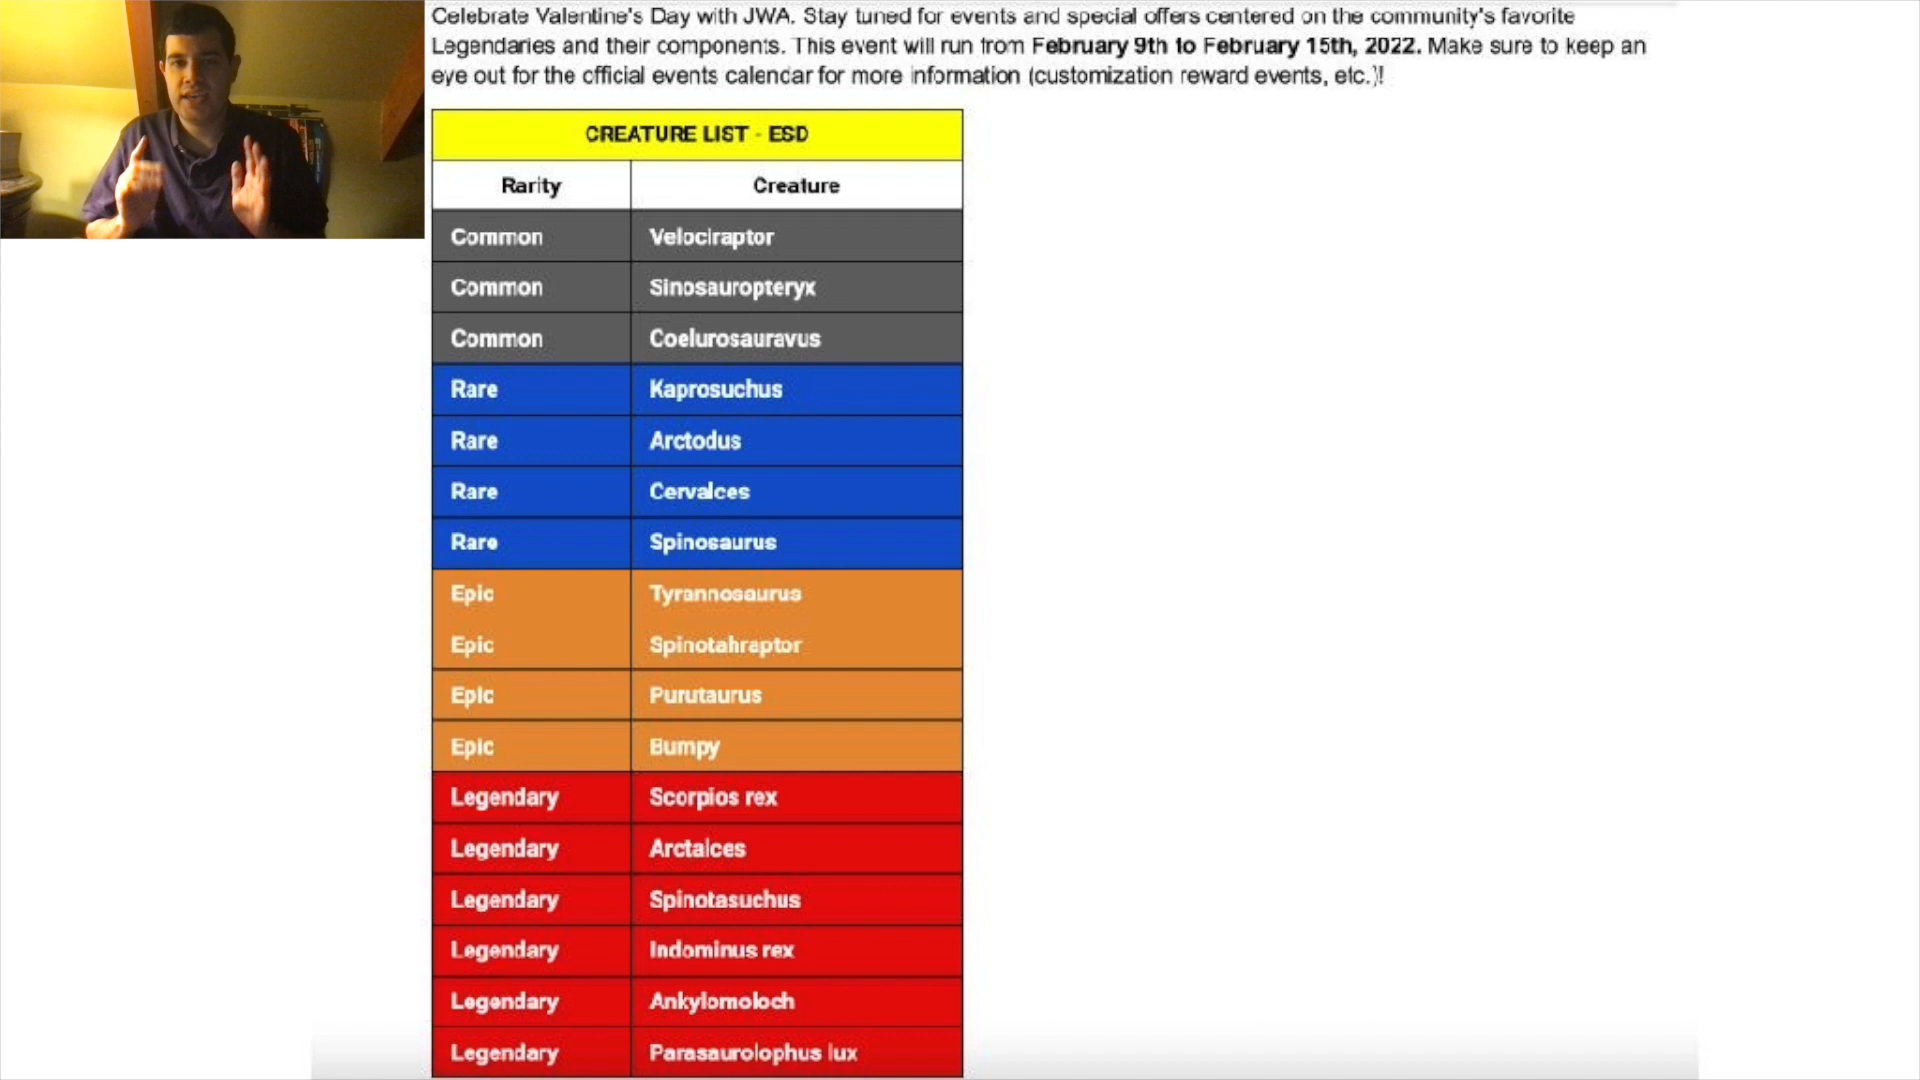 Celebrate Valentine's Day with JWA. Stay tuned for events and special offers centered on the community's favorite
Legendaries and their components. This event will run from February 9th to February 15th, 2022. Make sure to keep an
eye out for the official events calendar for more information (customization reward events, etc.)!
CREATURE LIST - ESD
Rarity Creature
Common Velociraptor
Common Sinosauropteryx
Common Coelurosauravus
Rare Kaprosuchus
Rare Arctodus
Rare Cervalces
Rare Spinosaurus
Epic Tyrannosaurus
Epic Spinotahraptor
Epic Purutaurus
Epic Bumpy
Legendary Scorpios rex
Legendary Arctalces
Legendary Spinotasuchus
Legendary Indominus rex
Legendary Ankylomoloch
Legendary Parasaurolophus lux